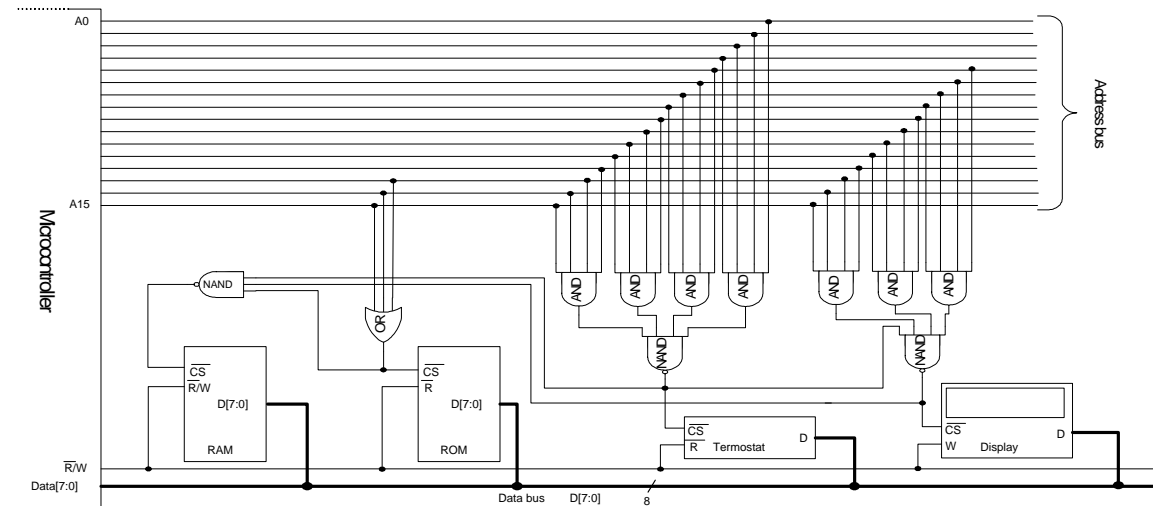 A0
A15
Address bus
Microcontroller
NAND
OR
AND
AND
AND
AND
AND
AND
AND
NAND
NAND
CS
R/W
D[7:0]
RAM
CS
R
D[7:0]
ROM
CS
R
D
Termostat
CS
W
D
Display
R/W
Data[7:0]
Data bus D[7:0]
8